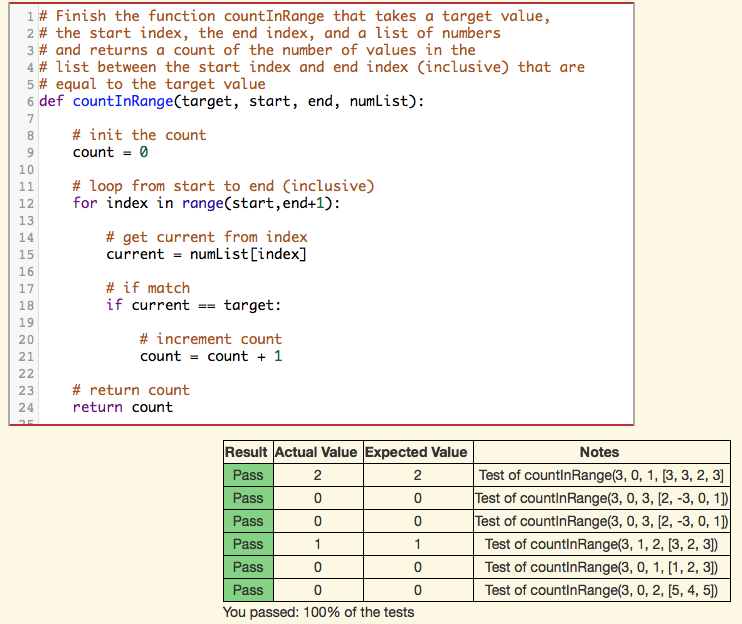 1 # Finish the function countInRange that takes a target value,
2 # the start index, the end index, and a list of numbers
3 # and returns a count of the number of values in the
4 # list between the start index and end index (inclusive) that are
5 # equal to the target value
6 def countInRange(target, start, end, numList):
7
8     # init the count
9     count = 0
10
11     # loop from start to end (inclusive)
12     for index in range(start,end+1):
13
14         # get current from index
15         current = numList[index]
16
17         # if match
18         if current == target:
19
20             # increment count
21             count = count + 1
22
23     # return count
24     return count
25
Result Actual Value Expected Value Notes
Pass 2 2 Test of countInRange(3, 0, 1, [3, 3, 2, 3]
Pass 0 0 Test of countInRange(3, 0, 3, [2, -3, 0, 1])
Pass 0 0 Test of countInRange(3, 0, 3, [2, -3, 0, 1])
Pass 1 1 Test of countInRange(3, 1, 2, [3, 2, 3])
Pass 0 0 Test of countInRange(3, 0, 1, [1, 2, 3])
Pass 0 0 Test of countInRange(3, 0, 2, [5, 4, 5])
You passed: 100% of the tests